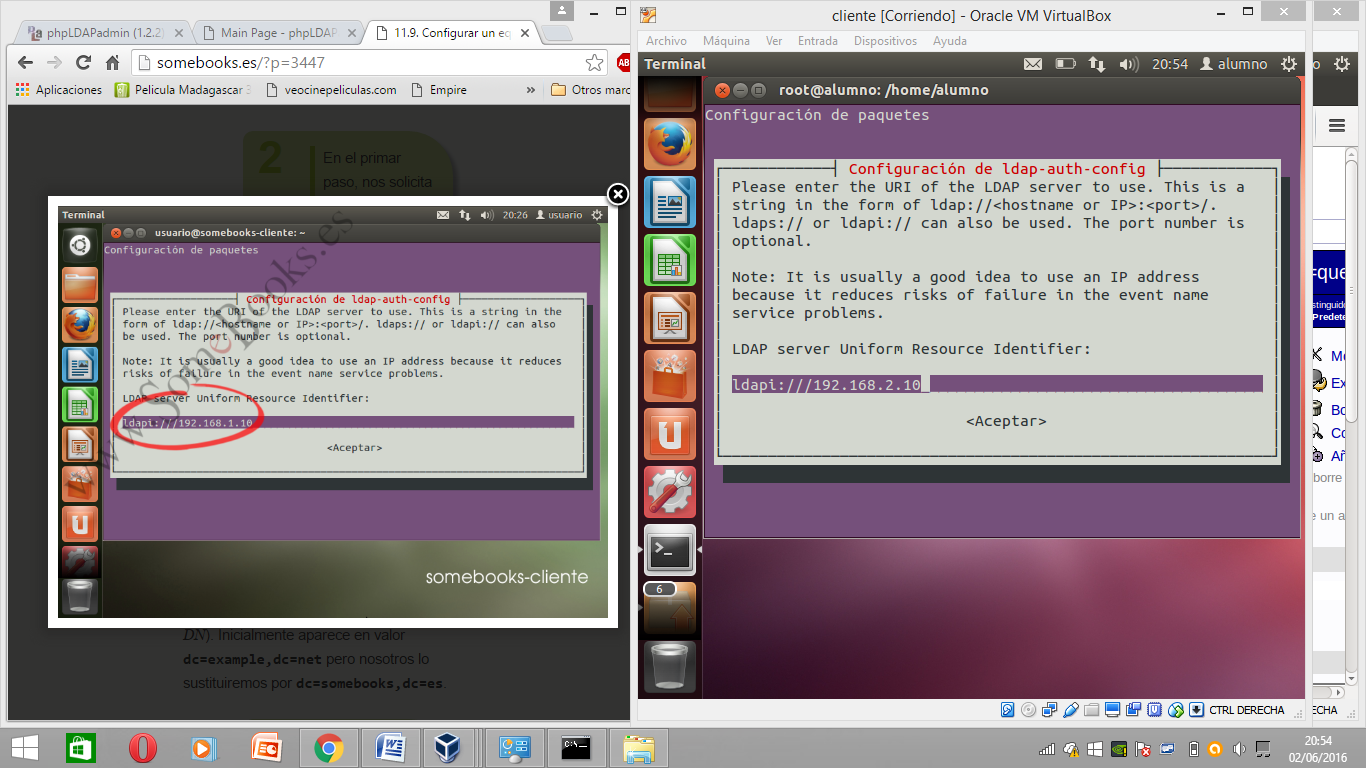 phpLDAPadmin (1.2.2)
Main Page - phpLDAP
11.9. Configurar un eq
somebooks.es/?p=3447
Aplicaciones
Pelicula Madagascar
veocinepeliculas.com
Empire
»
Otros marc
2
En el primar
paso, nos solicita
Terminal
20:26
usuario
usuario@somebooks-cliente: ~
Configuración de paquetes
Configuración de ldap-auth-config
Please enter the URI of the LDAP server to use. This is a string in the
form of ldap://<hostname or IP>:<port>/. ldaps:// or ldapi:// can also
be used. The port number is optional.
Note: It is usually a good idea to use an IP address because it reduces
risks of failure in the event name service problems.
LDAP server Uniform Resource Identifier:
ldapi:///192.168.1.10
<Aceptar>
www.SomeBooks.es
somebooks-cliente
DN). Inicialmente aparece en valor
dc=example,dc=net pero nosotros lo
sustituiremos por dc=somebooks,dc=es.
cliente [Corriendo] - Oracle VM VirtualBox
Archivo
Máquina
Ver
Entrada
Dispositivos
Ayuda
Terminal
20:54
alumno
root@alumno: /home/alumno
Configuración de paquetes
Configuración de ldap-auth-config
Please enter the URI of the LDAP server to use. This is a
string in the form of ldap://<hostname or IP>:<port>/.
ldaps:// or ldapi:// can also be used. The port number is
optional.
Note: It is usually a good idea to use an IP address
because it reduces risks of failure in the event name
service problems.
LDAP server Uniform Resource Identifier:
ldapi:///192.168.2.10
<Aceptar>
6
CTRL DERECHA
que
stinguido
Predete
Mo
Ex
Bo
Co
Aña
borre
e un a
ECHA
20:54
02/06/2016